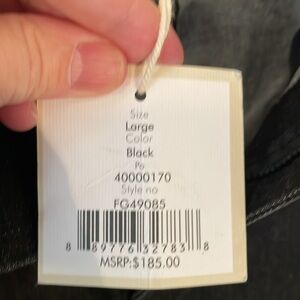 Size
Large
Color
Black
Po
40000170
Style no
FG49085
8 89776 32783 8
MSRP:$185.00